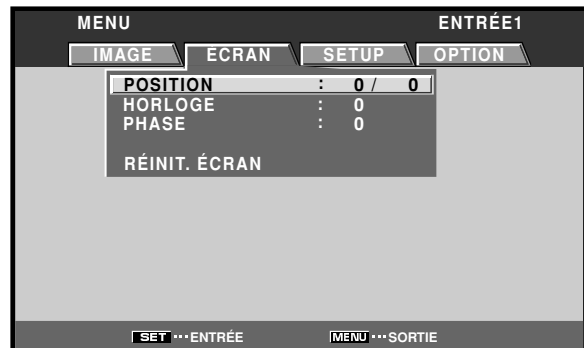 MENU ENTRÉE1
IMAGE ECRAN SETUP OPTION
POSITION : 0 / 0
HORLOGE : 0
PHASE : 0
RÉINIT. ÉCRAN
SET ···ENTRÉE MENU ···SORTIE